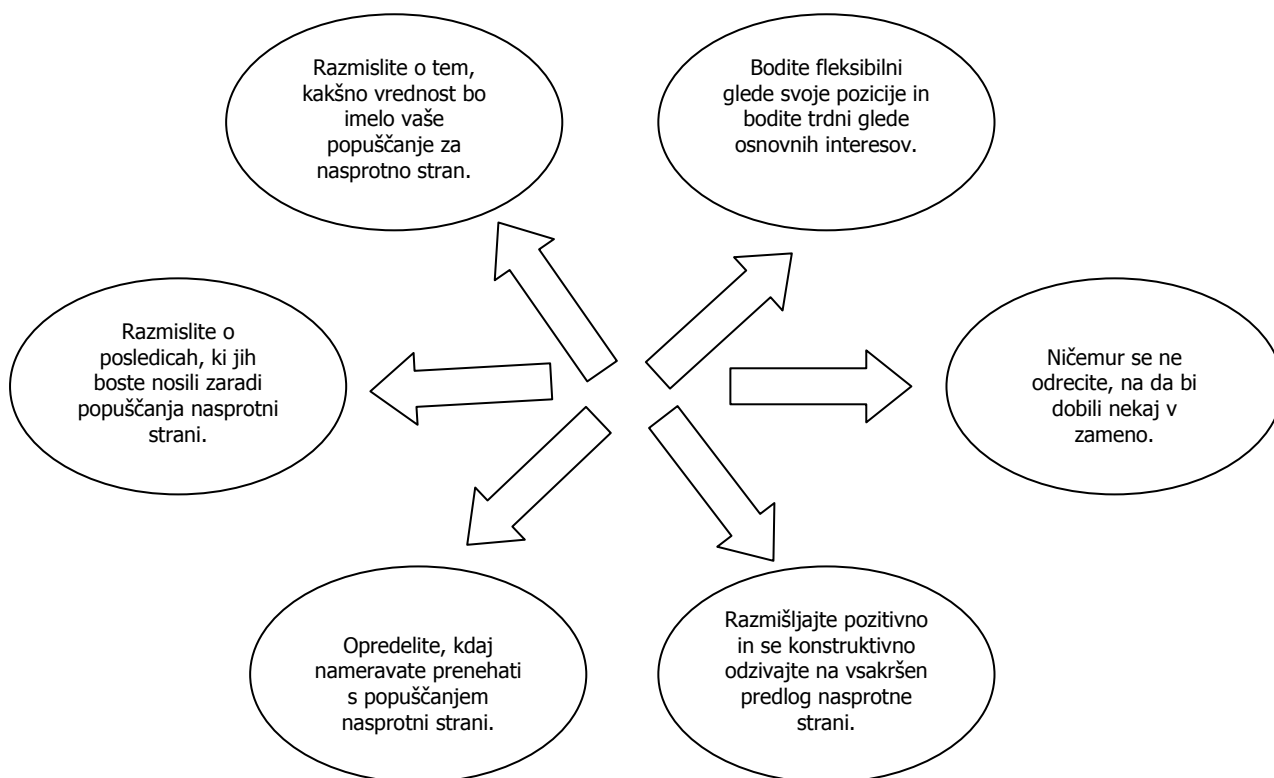 Razmislite o tem,
kakšno vrednost bo
imelo vaše
popuščanje za
nasprotno stran.
Bodite fleksibilni
glede svoje pozicije in
bodite trdni glede
osnovnih interesov.
Razmislite o
posledicah, ki jih
boste nosili zaradi
popuščanja nasprotni
strani.
Ničemur se ne
odrecite, na da bi
dobili nekaj v
zameno.
Opredelite, kdaj
nameravate prenehati
s popuščanjem
nasprotni strani.
Razmišljajte pozitivno
in se konstruktivno
odzivajte na vsakršen
predlog nasprotne
strani.